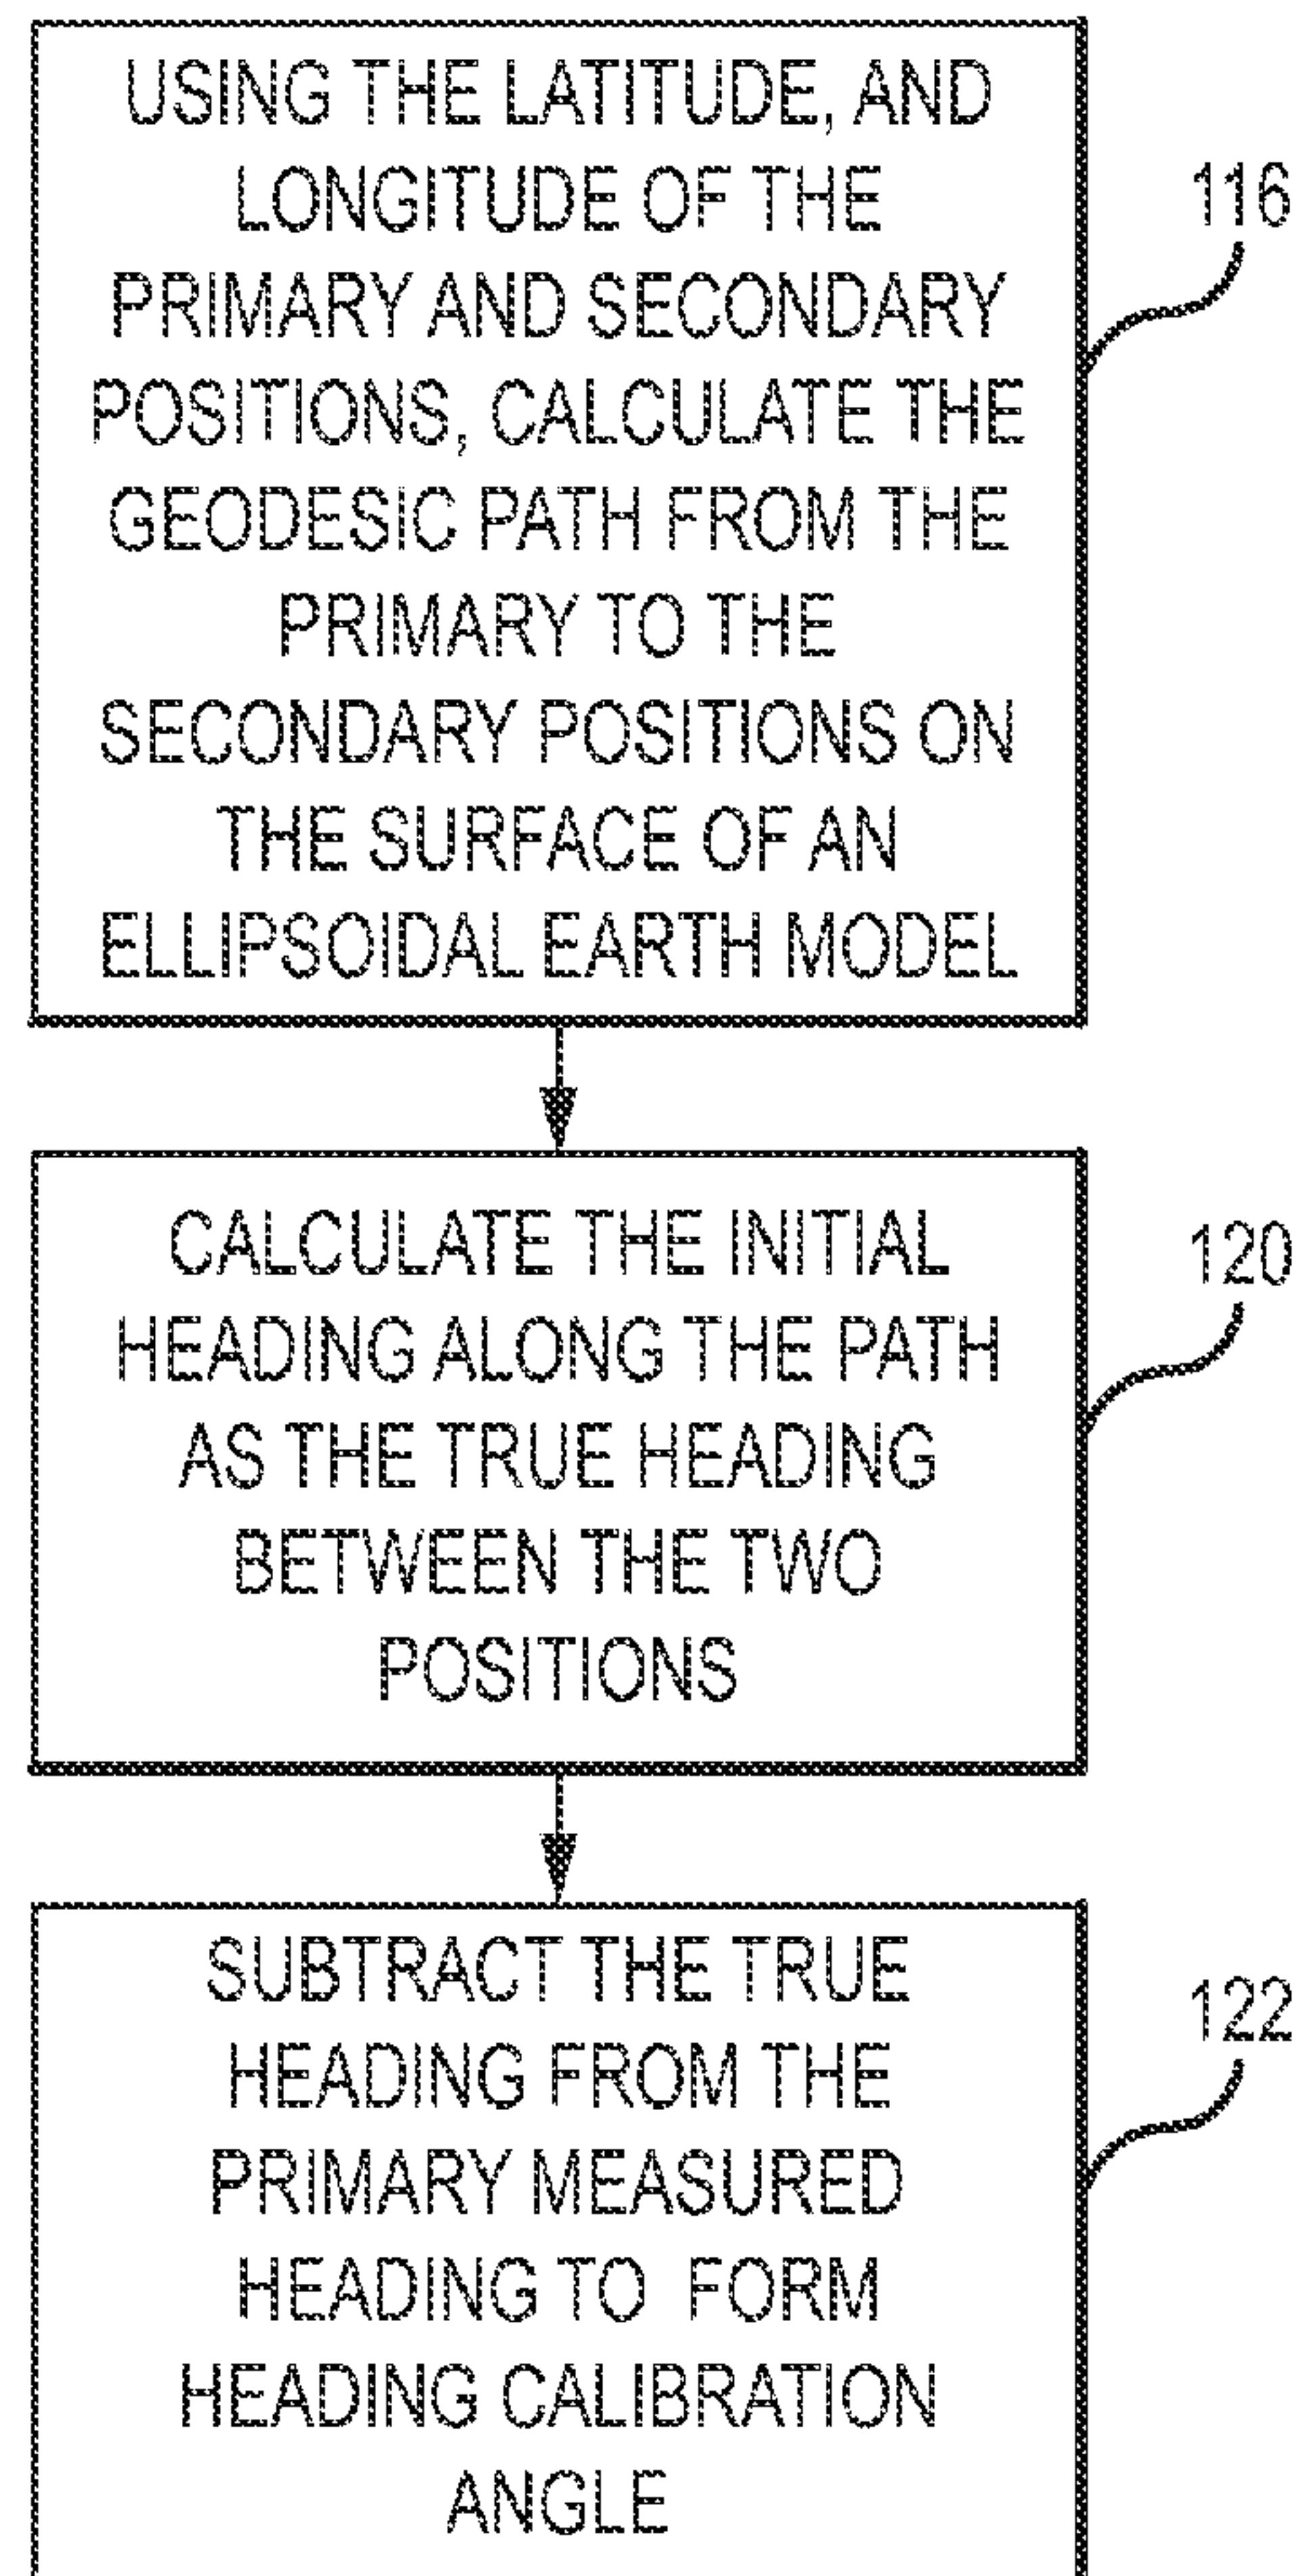 USING THE LATITUDE, AND
LONGITUDE OF THE
PRIMARY AND SECONDARY
POSITIONS, CALCULATE THE
GEODESIC PATH FROM THE
PRIMARY TO THE
SECONDARY POSITIONS ON
THE SURFACE OF AN
ELLIPSOIDAL EARTH MODEL
116
CALCULATE THE INITIAL
HEADING ALONG THE PATH
AS THE TRUE HEADING
BETWEEN THE TWO
POSITIONS
120
SUBTRACT THE TRUE
HEADING FROM THE
PRIMARY MEASURED
HEADING TO FORM
HEADING CALIBRATION
ANGLE
122